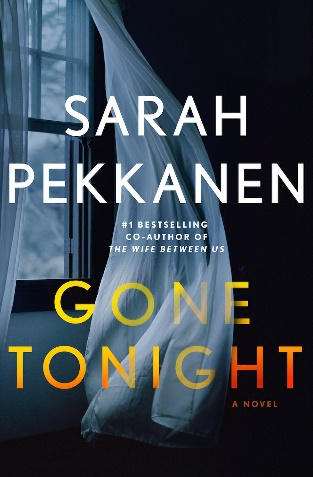 SARAH
PEKKANEN
#1 BESTSELLING
CO-AUTHOR OF
THE WIFE BETWEEN US
GONE
TONIGHT
A NOVEL